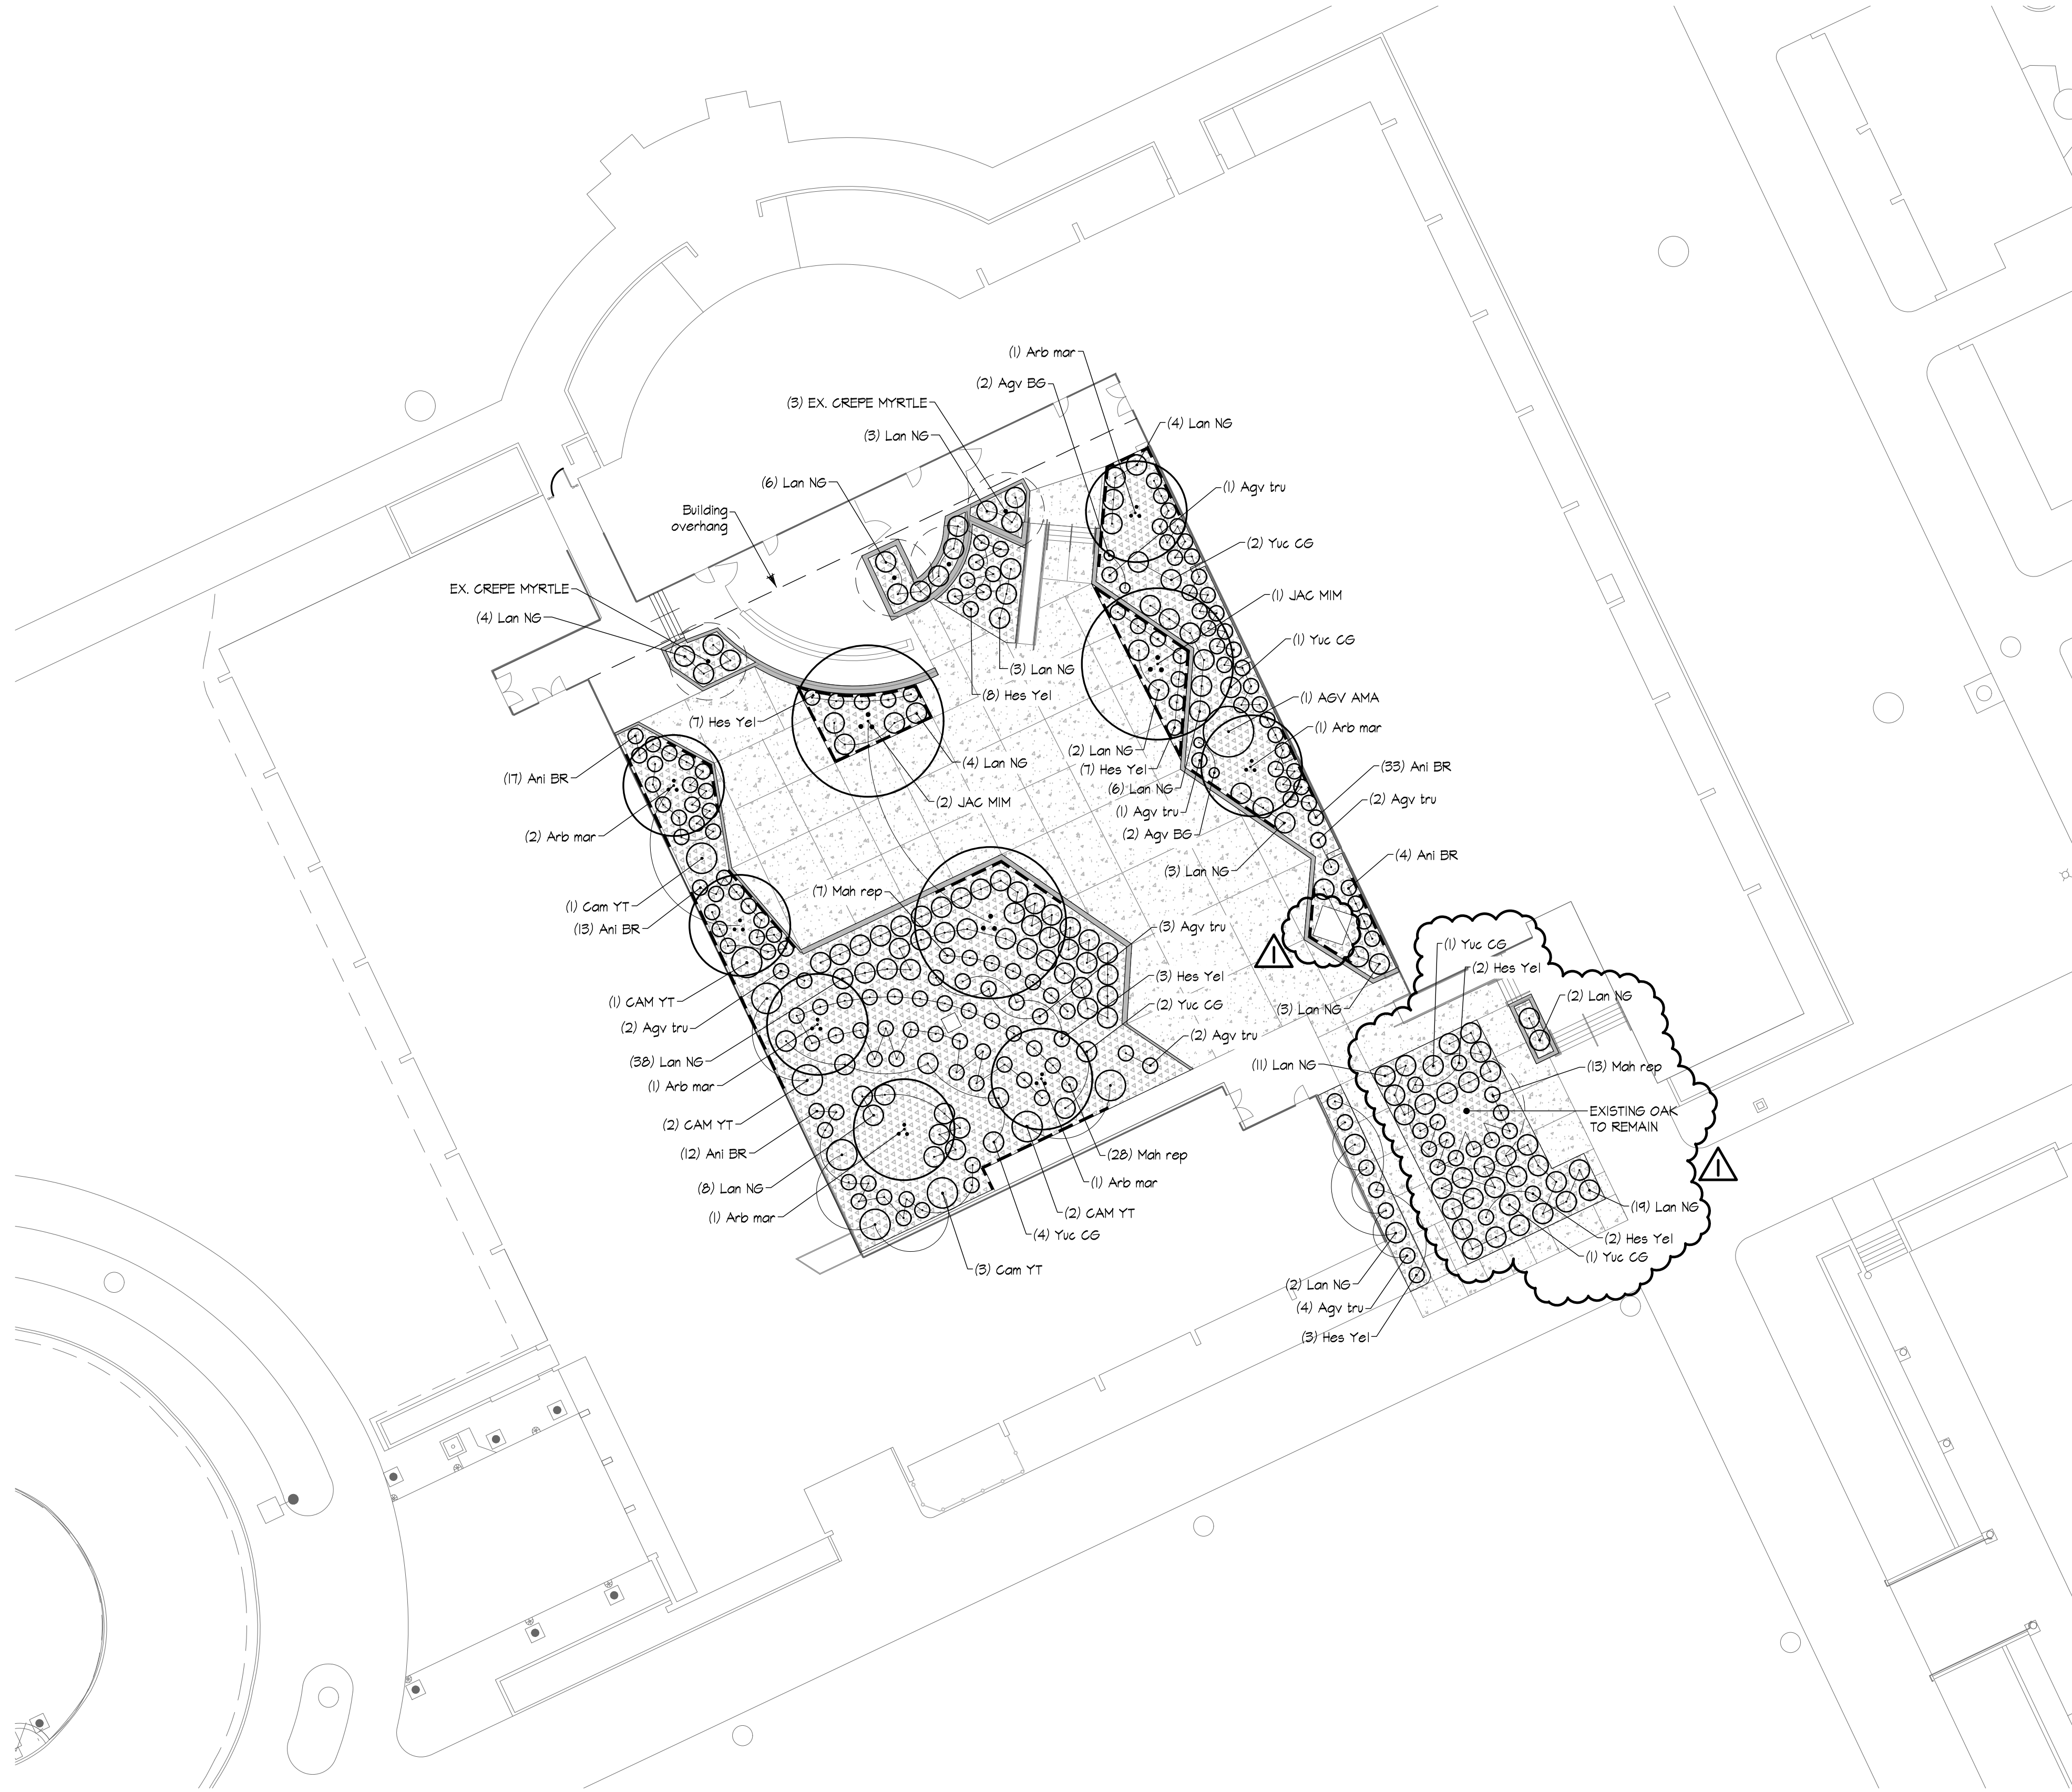 (1) Arb mar
(2) Agv BG
(3) EX. CREPE MYRTLE
(4) Lan NG
(3) Lan NG
(6) Lan NG
(1) Agv tru
Building
overhang
(2) Yuc CG
EX. CREPE MYRTLE
(1) JAC MIM
(4) Lan NG
(1) Yuc CG
(3) Lan NG
(8) Hes Yel
(1) AGV AMA
(7) Hes Yel
(1) Arb mar
(2) Lan NG
(4) Lan NG
(7) Hes Yel
(33) Ani BR
(17) Ani BR
(6) Lan NG
(2) JAC MIM
(2) Agv tru
(1) Agv tru
(2) Arb mar
(2) Agv BG
(4) Ani BR
(3) Lan NG
(7) Mah rep
(1) Cam YT
(13) Ani BR
(3) Agv tru
(1) Yuc CG
(2) Hes Yel
(3) Hes Yel
(2) Lan NG
(1) CAM YT
(2) Yuc CG
(3) Lan NG
(2) Agv tru
(2) Agv tru
(38) Lan NG
(11) Lan NG
(13) Mah rep
(1) Arb mar
EXISTING OAK
TO REMAIN
(2) CAM YT
(12) Ani BR
(28) Mah rep
(8) Lan NG
(1) Arb mar
(19) Lan NG
(1) Arb mar
(2) CAM YT
(4) Yuc CG
(2) Hes Yel
(1) Yuc CG
(3) Cam YT
(2) Lan NG
(4) Agv tru
(3) Hes Yel